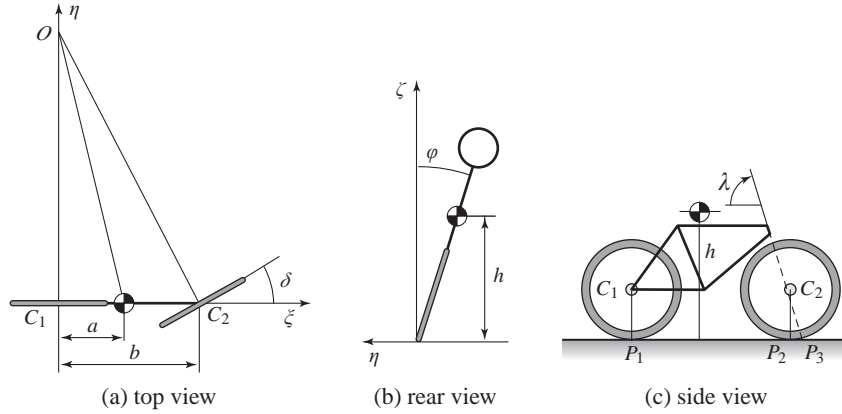 η
O
δ
C₁
C₂
ξ
a
b
(a) top view
ζ
φ
h
η
(b) rear view
λ
h
C₁
C₂
P₁
P₂
P₃
(c) side view